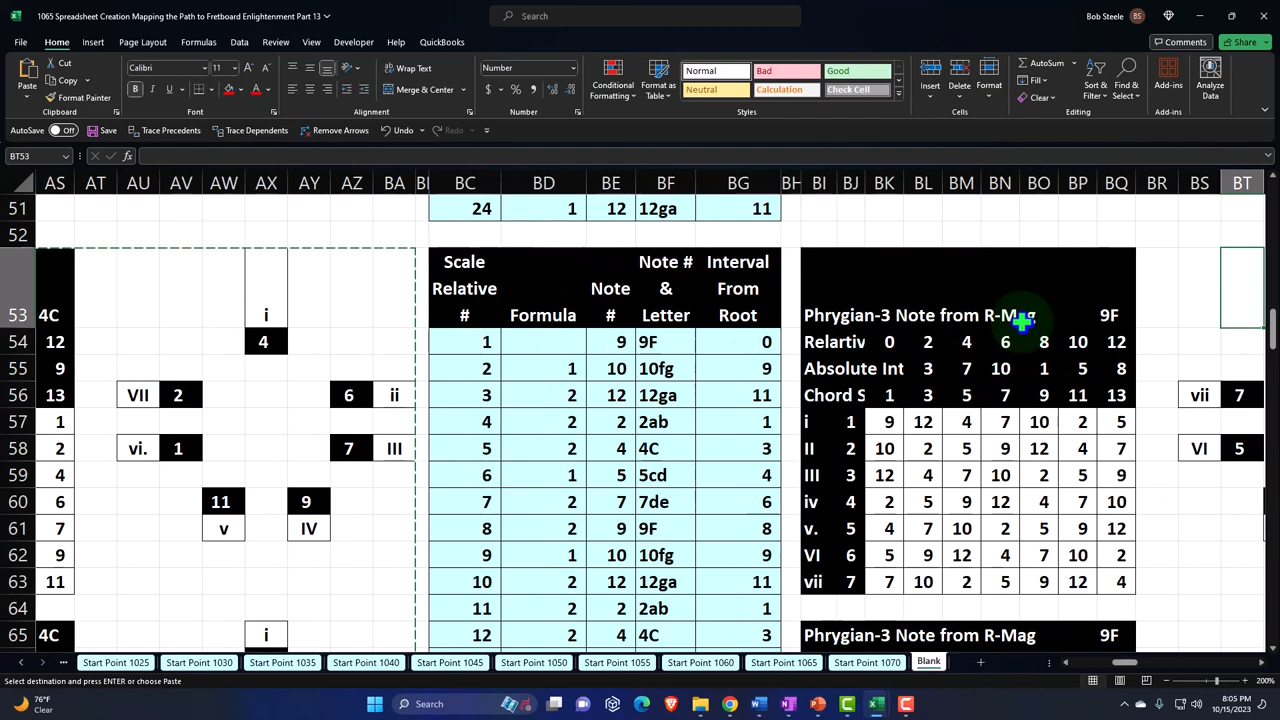 1065 Spreadsheet Creation Mapping the Path to Fretboard Enlightenment Part 13
Search
Bob Steele BS
File Home Insert Page Layout Formulas Data Review View Developer Help QuickBooks
Comments Share
Paste Cut Copy Format Painter
Calibri 11 Wrap Text Merge & Center
Number
Conditional Formatting Format as Table
Normal Bad Good
Neutral Calculation Check Cell
Insert Delete Format
AutoSum Fill Clear
Sort & Filter Find & Select Add-ins Analyze Data
Clipboard Font Alignment Number Styles Cells Editing Add-ins
AutoSave Off Save Trace Precedents Trace Dependents Remove Arrows Undo
BT53 fx
AS AT AU AV AW AX AY AZ BA BC BD BE BF BG BH BI BJ BK BL BM BN BO BP BQ BR BS BT
51 24 1 12 12ga 11
52
53 4C i Scale Relative # Formula Note # Note # & Letter Interval From Root Phrygian-3 Note from R-Mag 9F
54 12 4 1 9 9F 0 Relartiv 0 2 4 6 8 10 12
55 9 2 1 10 10fg 9 Absolute Int 3 7 10 1 5 8
56 13 VII 2 6 ii 3 2 12 12ga 11 Chord S 1 3 5 7 9 11 13 vii 7
57 1 4 2 2 2ab 1 i 1 9 12 4 7 10 2 5
58 2 vi. 1 7 III 5 2 4 4C 3 II 2 10 2 5 9 12 4 7 VI 5
59 4 6 1 5 5cd 4 III 3 12 4 7 10 2 5 9
60 6 11 9 7 2 7 7de 6 iv 4 2 5 9 12 4 7 10
61 7 v IV 8 2 9 9F 8 v. 5 4 7 10 2 5 9 12
62 9 9 1 10 10fg 9 VI 6 5 9 12 4 7 10 2
63 11 10 2 12 12ga 11 vii 7 7 10 2 5 9 12 4
64 11 2 2 2ab 1
65 4C i 12 2 4 4C 3 Phrygian-3 Note from R-Mag 9F
Start Point 1025 Start Point 1030 Start Point 1035 Start Point 1040 Start Point 1045 Start Point 1050 Start Point 1055 Start Point 1060 Start Point 1065 Start Point 1070 Blank
Select destination and press ENTER or choose Paste 200%
76°F Clear Search 8:05 PM 10/15/2023